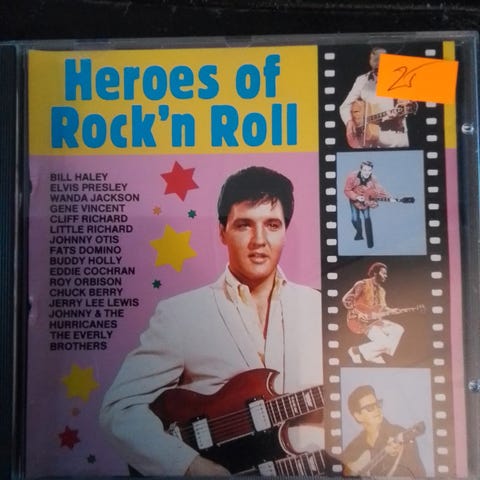 Heroes of
Rock'n Roll
25
BILL HALEY
ELVIS PRESLEY
WANDA JACKSON
GENE VINCENT
CLIFF RICHARD
LITTLE RICHARD
JOHNNY OTIS
FATS DOMINO
BUDDY HOLLY
EDDIE COCHRAN
ROY ORBISON
CHUCK BERRY
JERRY LEE LEWIS
JOHNNY & THE
HURRICANES
THE EVERLY
BROTHERS